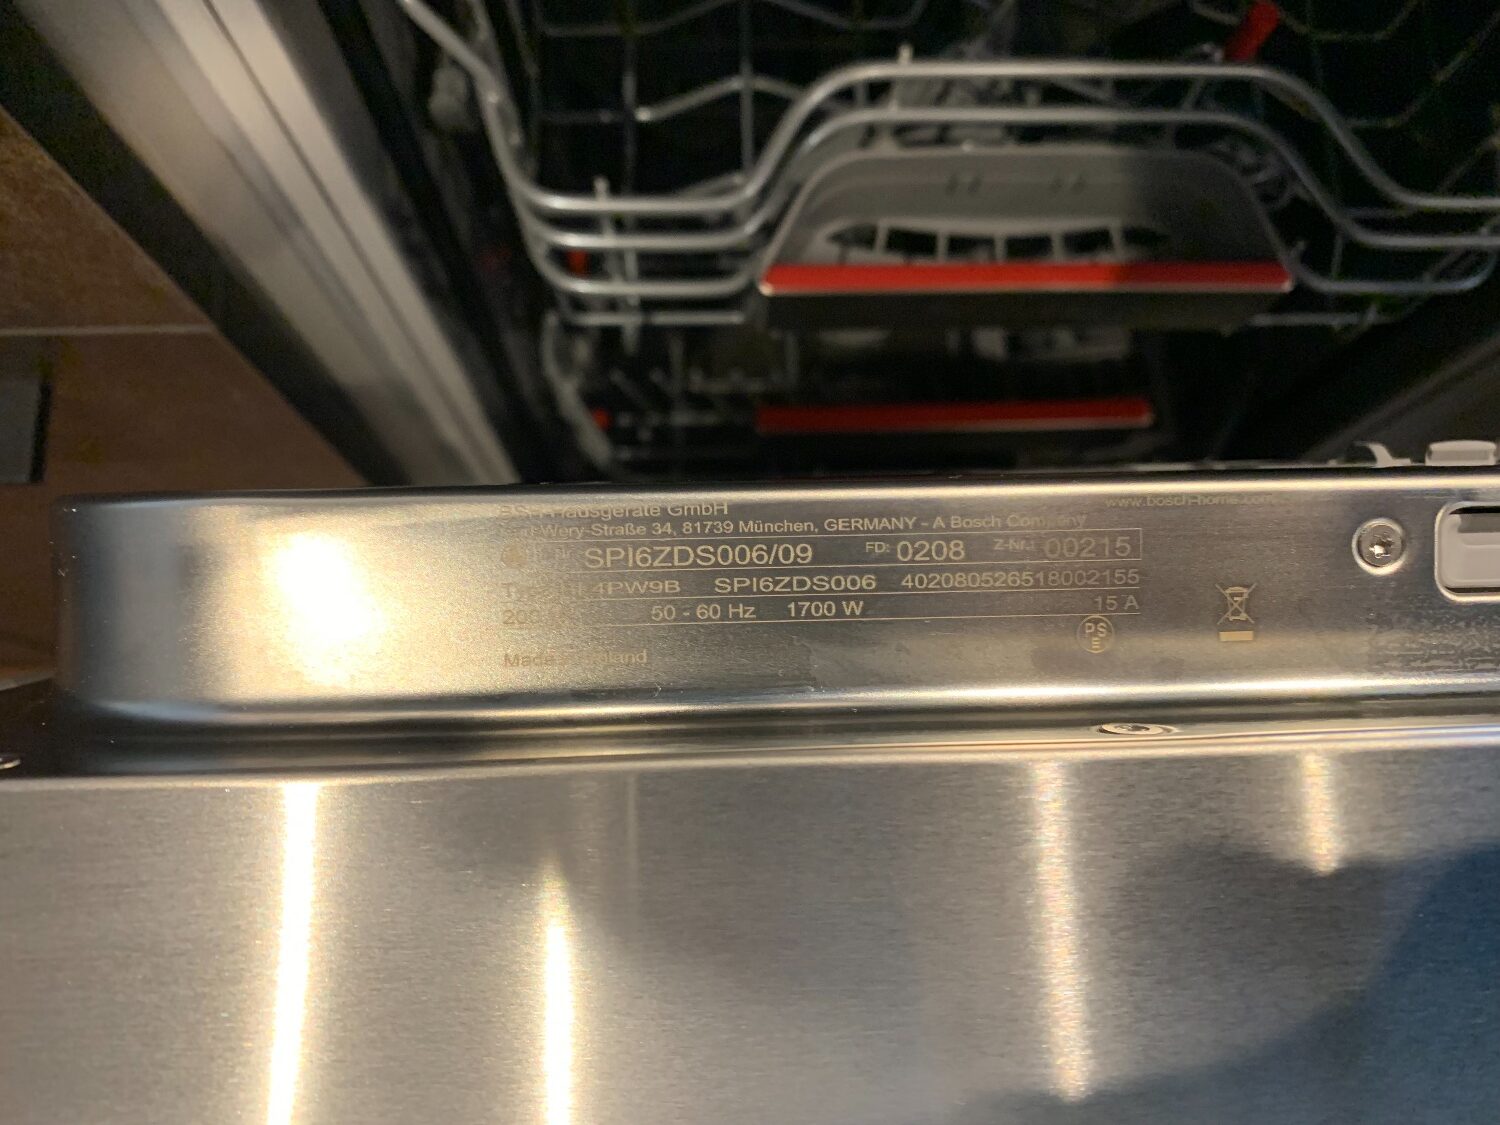 Hausgeräte GmbH
www.bosch-home.com
Straße 34, 81739 München, GERMANY - A Bosch Company
SPI6ZDS006/09 FD: 0208 Z-Nr.: 00215
SPI6ZDS006 402080526518002155
50 - 60 Hz 1700 W 15 A
PS
E
Made